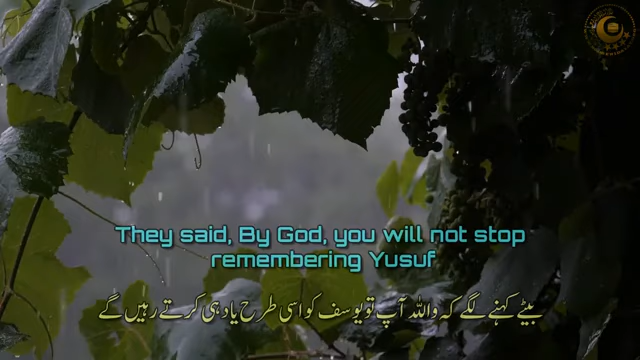 They said, By God, you will not stop
remembering Yusuf
بیٹے کہنے لگے کہ والله آپ تو یوسف کو اسی طرح یاد ہی کرتے رہیں گے